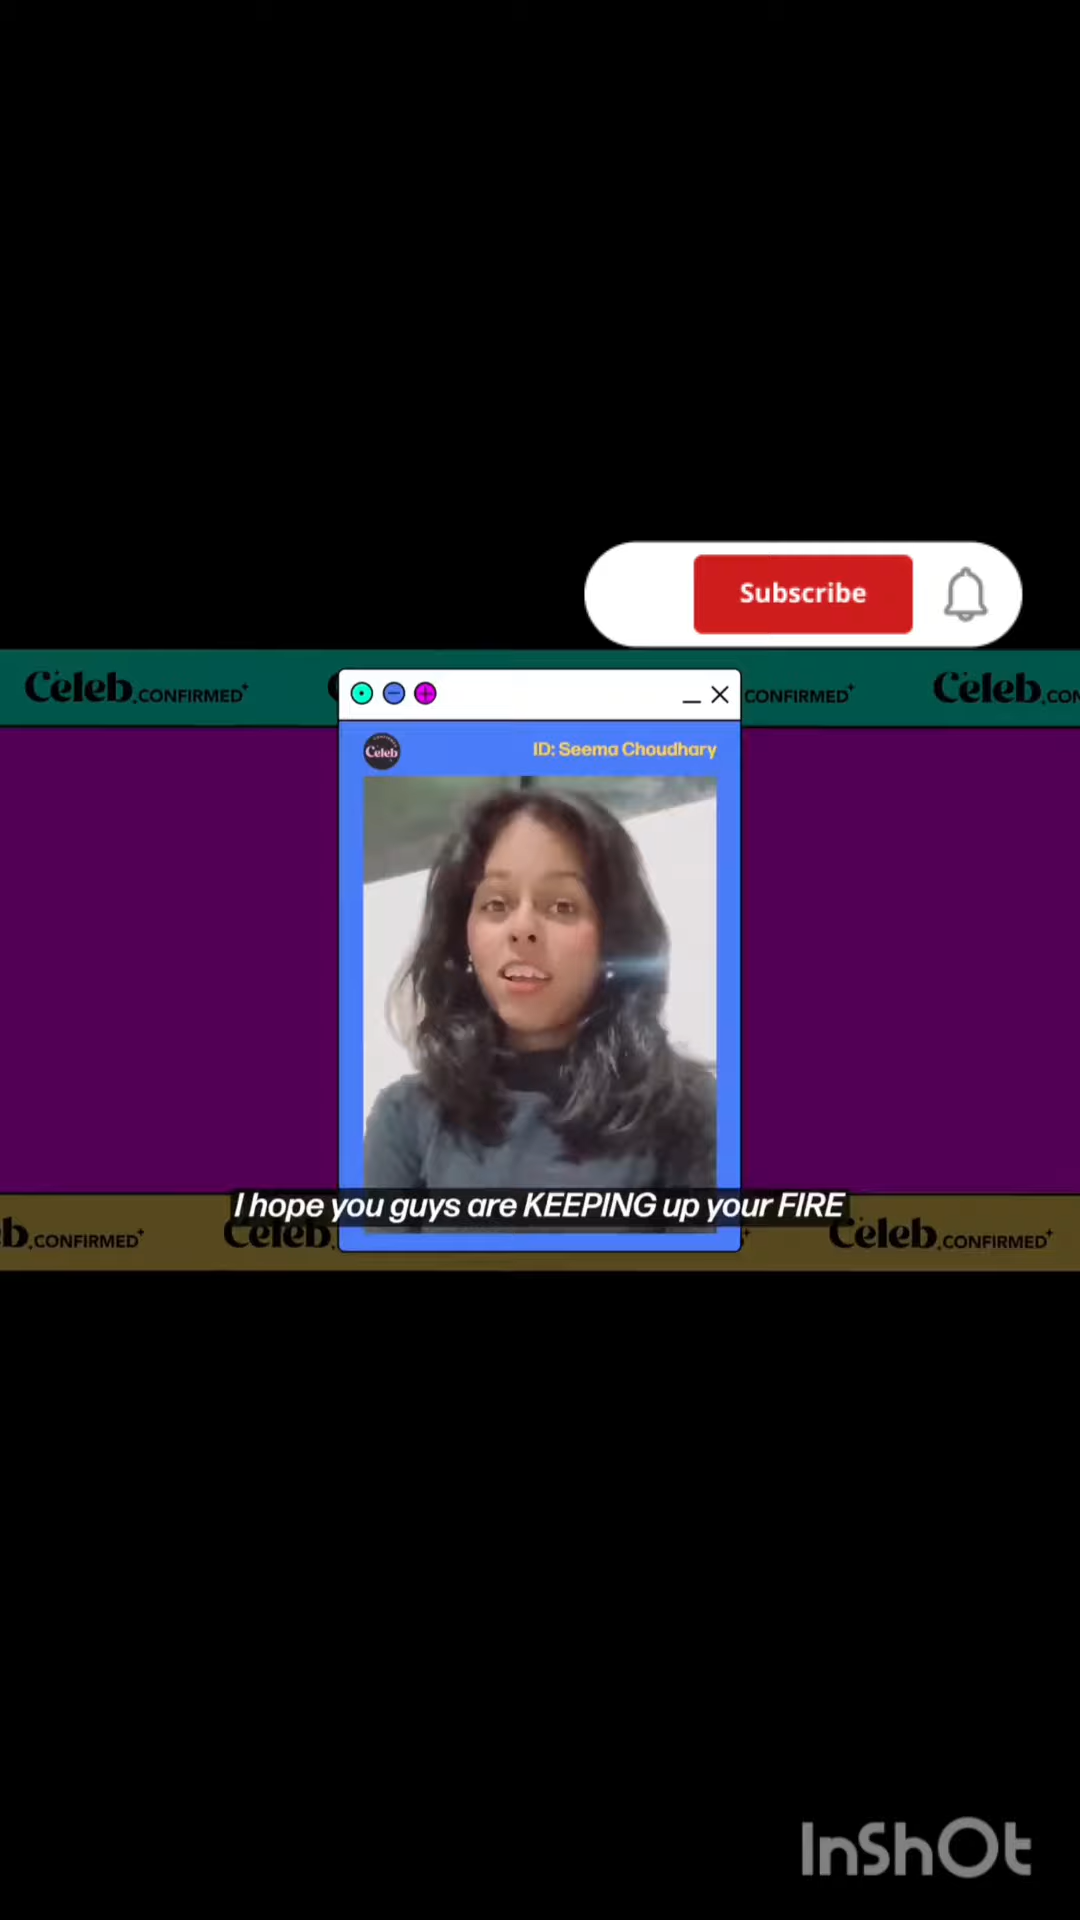 Subscribe
Celeb.CONFIRMED
CONFIRMED
Celeb.CON
Celeb
ID: Seema Choudhary
I hope you guys are KEEPING up your FIRE
b.CONFIRMED
Celeb.
Celeb.CONFIRMED
InShOt